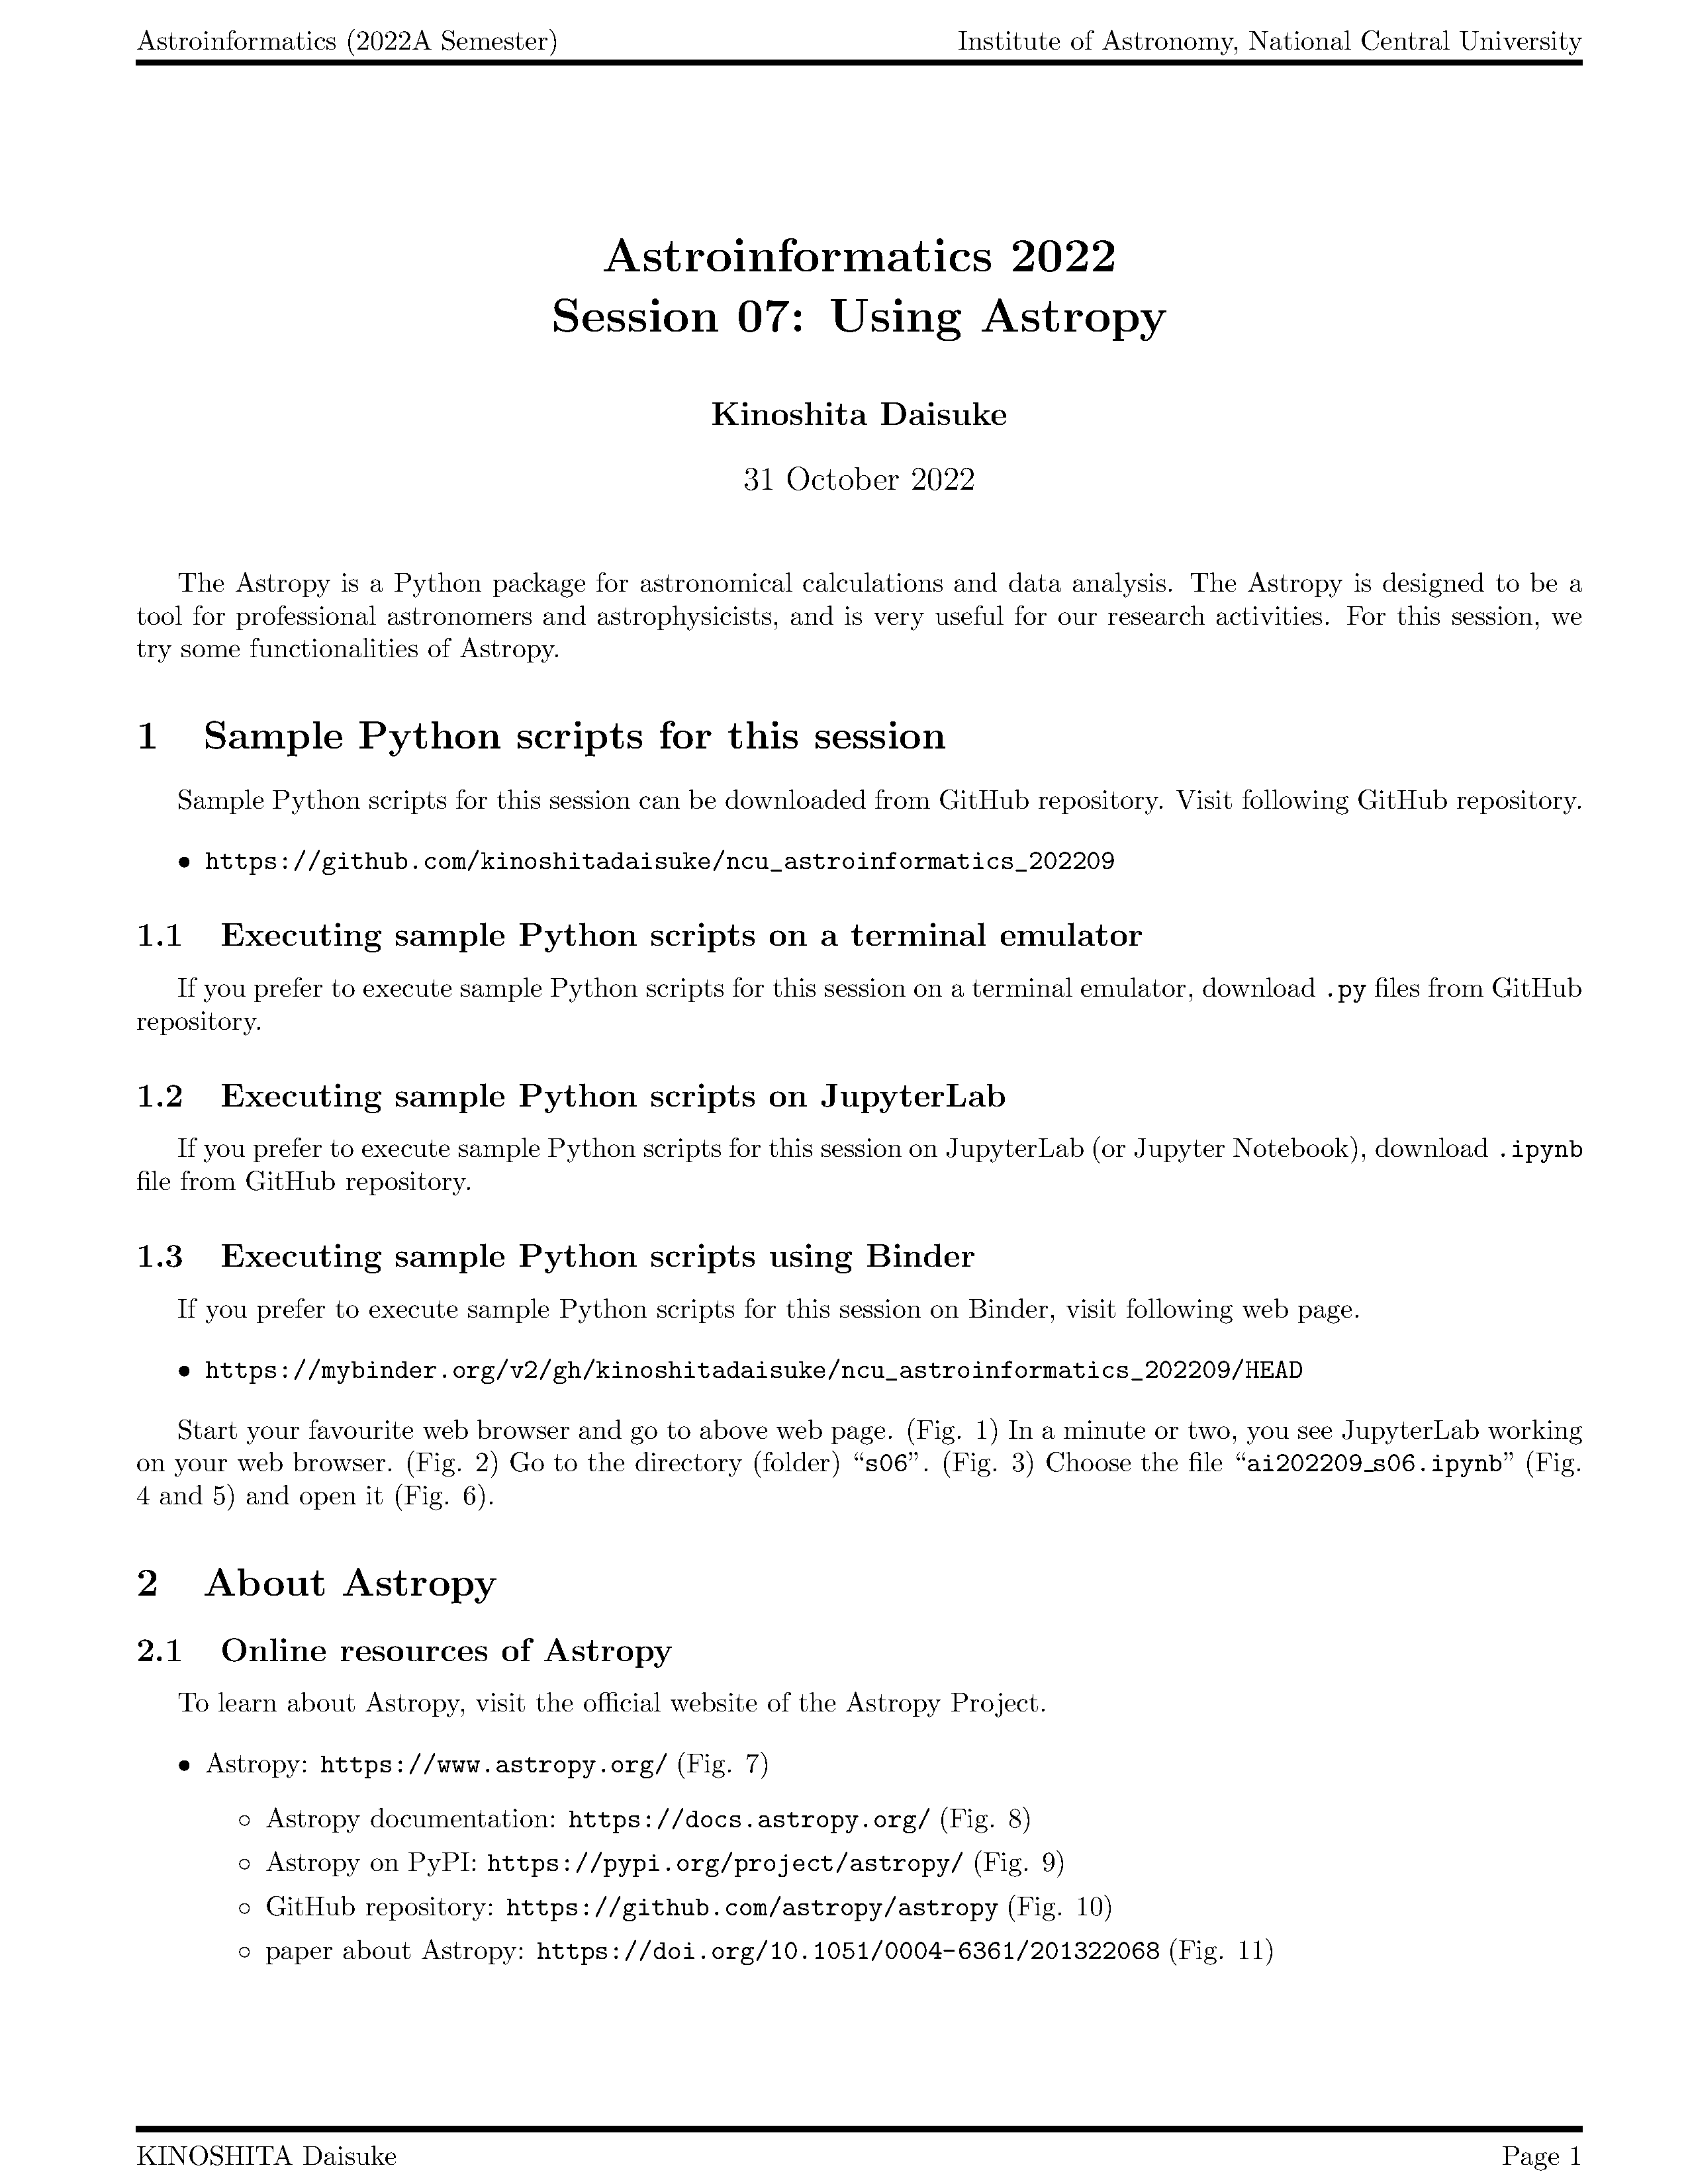 Astroinformatics (2022A Semester) Institute of Astronomy, National Central University
Astroinformatics 2022
Session 07: Using Astropy
Kinoshita Daisuke
31 October 2022
The Astropy is a Python package for astronomical calculations and data analysis. The Astropy is designed to be a
tool for professional astronomers and astrophysicists, and is very useful for our research activities. For this session, we
try some functionalities of Astropy.
1 Sample Python scripts for this session
Sample Python scripts for this session can be downloaded from GitHub repository. Visit following GitHub repository.
• https://github.com/kinoshitadaisuke/ncu_astroinformatics_202209
1.1 Executing sample Python scripts on a terminal emulator
If you prefer to execute sample Python scripts for this session on a terminal emulator, download .py files from GitHub
repository.
1.2 Executing sample Python scripts on JupyterLab
If you prefer to execute sample Python scripts for this session on JupyterLab (or Jupyter Notebook), download .ipynb
file from GitHub repository.
1.3 Executing sample Python scripts using Binder
If you prefer to execute sample Python scripts for this session on Binder, visit following web page.
• https://mybinder.org/v2/gh/kinoshitadaisuke/ncu_astroinformatics_202209/HEAD
Start your favourite web browser and go to above web page. (Fig. 1) In a minute or two, you see JupyterLab working
on your web browser. (Fig. 2) Go to the directory (folder) “s06”. (Fig. 3) Choose the file “ai202209_s06.ipynb” (Fig.
4 and 5) and open it (Fig. 6).
2 About Astropy
2.1 Online resources of Astropy
To learn about Astropy, visit the official website of the Astropy Project.
• Astropy: https://www.astropy.org/ (Fig. 7)
◦ Astropy documentation: https://docs.astropy.org/ (Fig. 8)
◦ Astropy on PyPI: https://pypi.org/project/astropy/ (Fig. 9)
◦ GitHub repository: https://github.com/astropy/astropy (Fig. 10)
◦ paper about Astropy: https://doi.org/10.1051/0004-6361/201322068 (Fig. 11)
KINOSHITA Daisuke Page 1